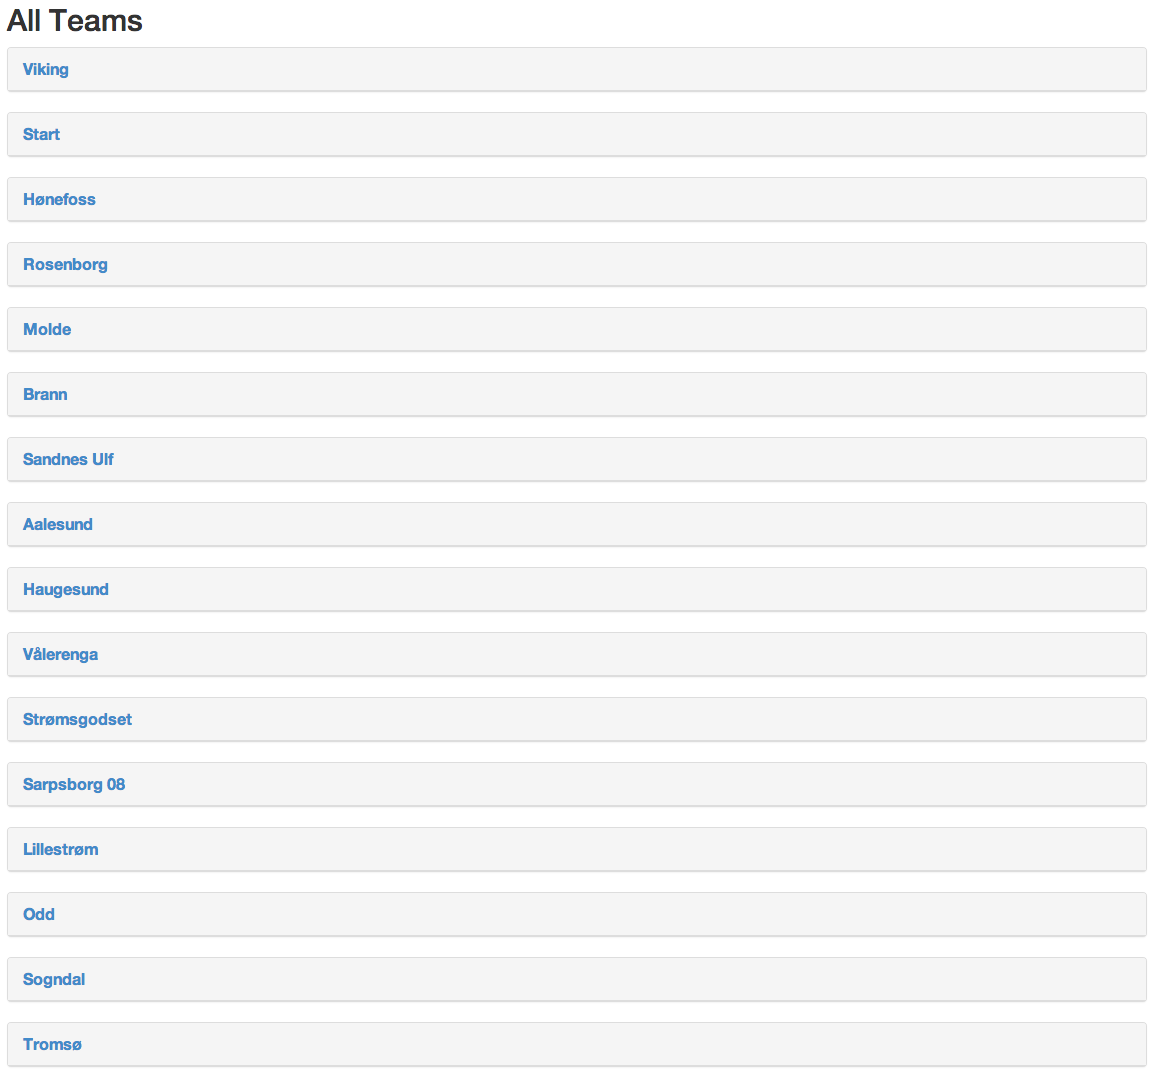 All Teams
Viking
Start
Hønefoss
Rosenborg
Molde
Brann
Sandnes Ulf
Aalesund
Haugesund
Vålerenga
Strømsgodset
Sarpsborg 08
Lillestrøm
Odd
Sogndal
Tromsø